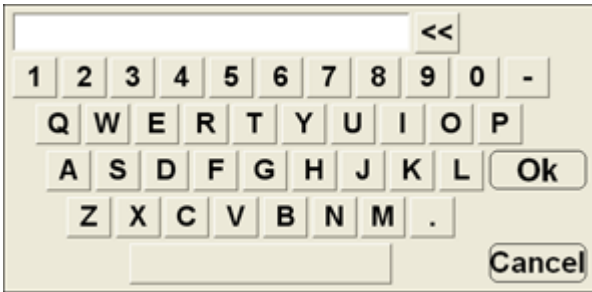 <<
1 2 3 4 5 6 7 8 9 0 -
Q W E R T Y U I O P
A S D F G H J K L Ok
Z X C V B N M .
Cancel